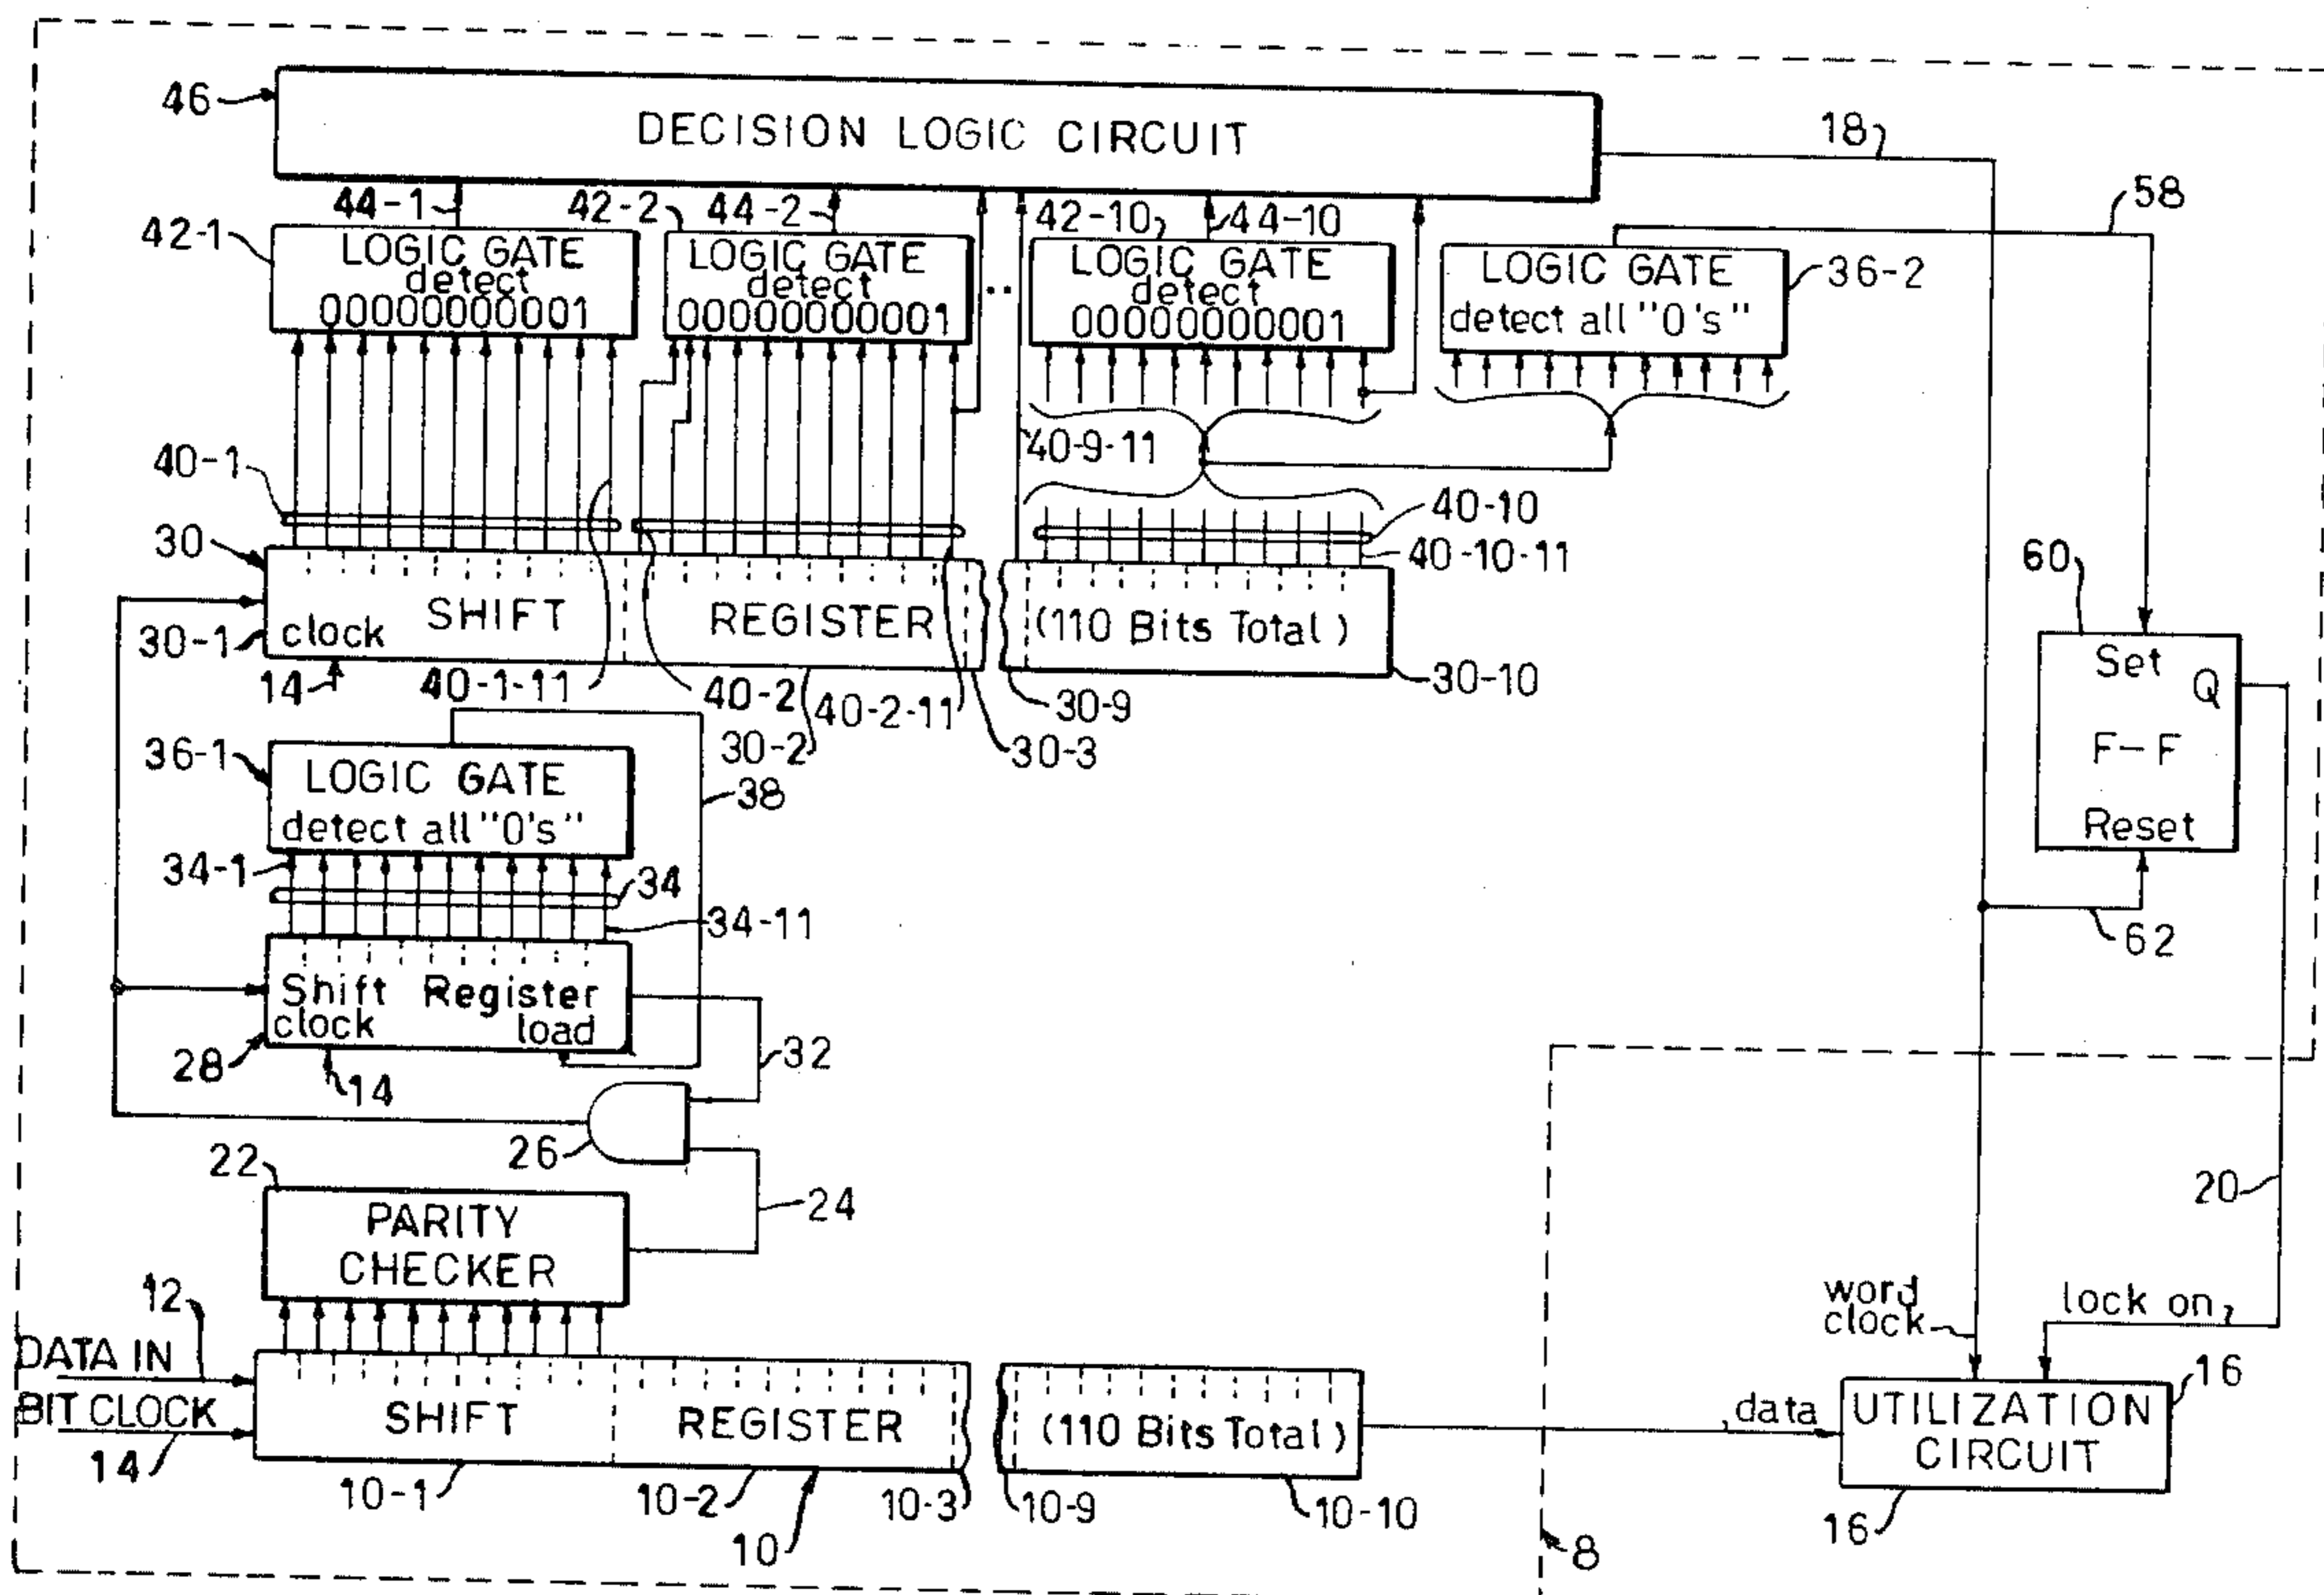 46
DECISION LOGIC CIRCUIT
18
44-1
42-2
44-2
42-10
44-10
58
42-1
LOGIC GATE
detect
00000000001
LOGIC GATE
detect
00000000001
..
LOGIC GATE
detect
00000000001
LOGIC GATE
detect all "0's"
36-2
40-1
40-9-11
40-10
40-10-11
30
30-1
clock
SHIFT
REGISTER
(110 Bits Total)
30-10
14
40-1-11
40-2
40-2-11
30-9
30-2
30-3
60
Set
Q
F-F
Reset
62
36-1
LOGIC GATE
detect all "0's"
38
34-1
34
34-11
Shift Register
clock
load
28
14
32
26
22
24
PARITY
CHECKER
20
12
DATA IN
BIT CLOCK
14
SHIFT
REGISTER
(110 Bits Total)
10-1
10-2
10-3
10-9
10-10
10
8
word
clock
lock on
data
UTILIZATION
CIRCUIT
16
16